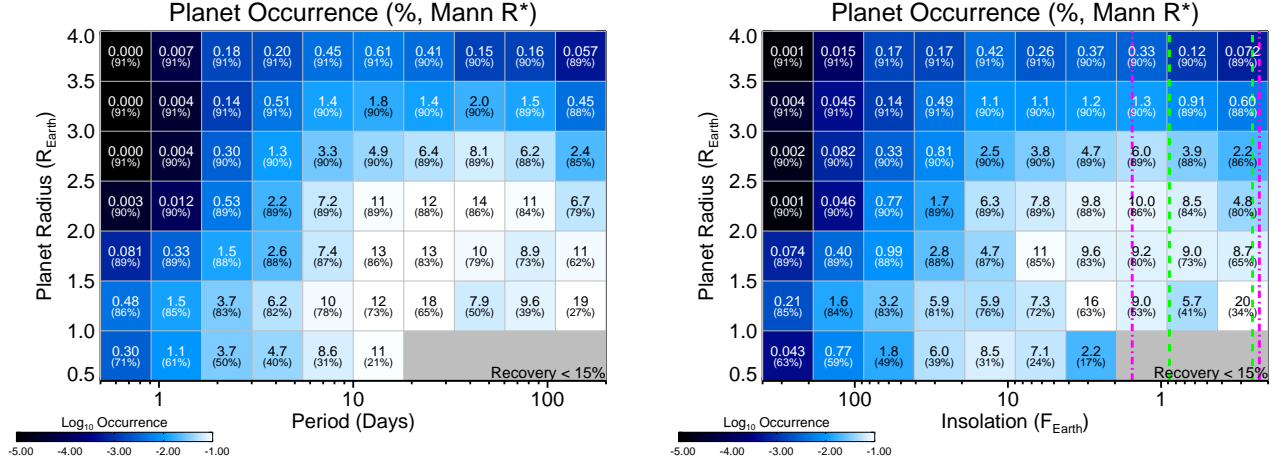 Planet Occurrence (%, Mann R*)
4.0
0.000 0.007 0.18 0.20 0.45 0.61 0.41 0.15 0.16 0.057
(91%) (91%) (91%) (91%) (91%) (91%) (90%) (90%) (90%) (89%)
3.5
0.000 0.004 0.14 0.51 1.4 1.8 1.4 2.0 1.5 0.45
(91%) (91%) (91%) (91%) (90%) (90%) (90%) (90%) (89%) (88%)
3.0
0.000 0.004 0.30 1.3 3.3 4.9 6.4 8.1 6.2 2.4
(91%) (90%) (90%) (90%) (90%) (90%) (89%) (89%) (88%) (85%)
2.5
0.003 0.012 0.53 2.2 7.2 11 12 14 11 6.7
(90%) (90%) (89%) (89%) (89%) (89%) (88%) (86%) (84%) (79%)
2.0
0.081 0.33 1.5 2.6 7.4 13 13 10 8.9 11
(89%) (89%) (88%) (88%) (87%) (86%) (83%) (79%) (73%) (62%)
1.5
0.48 1.5 3.7 6.2 10 12 18 7.9 9.6 19
(86%) (85%) (83%) (82%) (78%) (73%) (65%) (50%) (39%) (27%)
1.0
0.30 1.1 3.7 4.7 8.6 11
(71%) (61%) (50%) (40%) (31%) (21%)
Recovery < 15%
0.5
Planet Radius (R_Earth)
1 10 100
Period (Days)
Log10 Occurrence
-5.00 -4.00 -3.00 -2.00 -1.00
Planet Occurrence (%, Mann R*)
4.0
0.001 0.015 0.17 0.17 0.42 0.26 0.37 0.33 0.12 0.072
(91%) (91%) (91%) (91%) (91%) (90%) (90%) (90%) (90%) (89%)
3.5
0.004 0.045 0.14 0.49 1.1 1.1 1.2 1.3 0.91 0.60
(91%) (91%) (91%) (91%) (90%) (90%) (90%) (90%) (89%) (88%)
3.0
0.002 0.082 0.33 0.81 2.5 3.8 4.7 6.0 3.9 2.2
(91%) (90%) (90%) (90%) (90%) (90%) (89%) (89%) (88%) (86%)
2.5
0.001 0.046 0.77 1.7 6.3 7.8 9.8 10.0 8.5 4.8
(90%) (90%) (90%) (89%) (89%) (89%) (88%) (86%) (84%) (80%)
2.0
0.074 0.40 0.99 2.8 4.7 11 9.6 9.2 9.0 8.7
(89%) (89%) (88%) (88%) (87%) (85%) (83%) (80%) (73%) (65%)
1.5
0.21 1.6 3.2 5.9 5.9 7.3 16 9.0 5.7 20
(85%) (84%) (83%) (81%) (76%) (72%) (63%) (53%) (41%) (34%)
1.0
0.043 0.77 1.8 6.0 8.5 7.1 2.2
(63%) (59%) (49%) (39%) (31%) (24%) (17%)
Recovery < 15%
0.5
Planet Radius (R_Earth)
100 10 1
Insolation (F_Earth)
Log10 Occurrence
-5.00 -4.00 -3.00 -2.00 -1.00